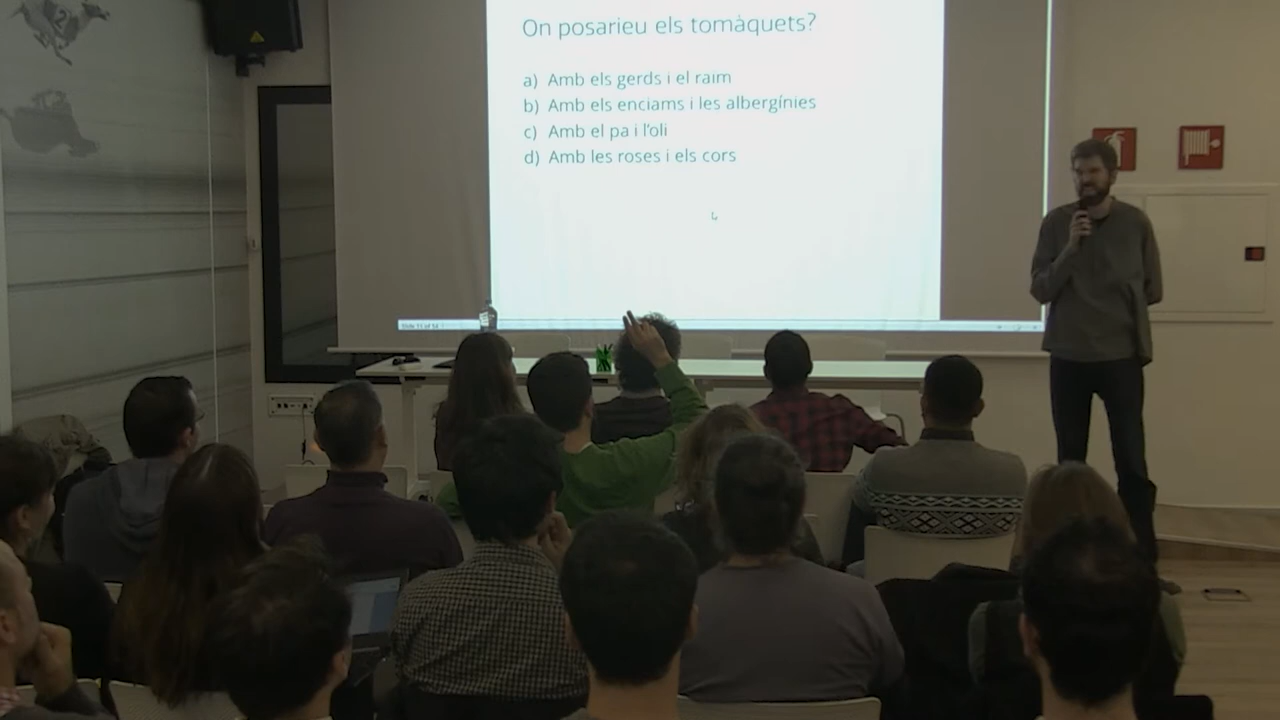 On posarieu els tomàquets?
a) Amb els gerds i el raïm
b) Amb els enciams i les albergínies
c) Amb el pa i l'oli
d) Amb les roses i els cors